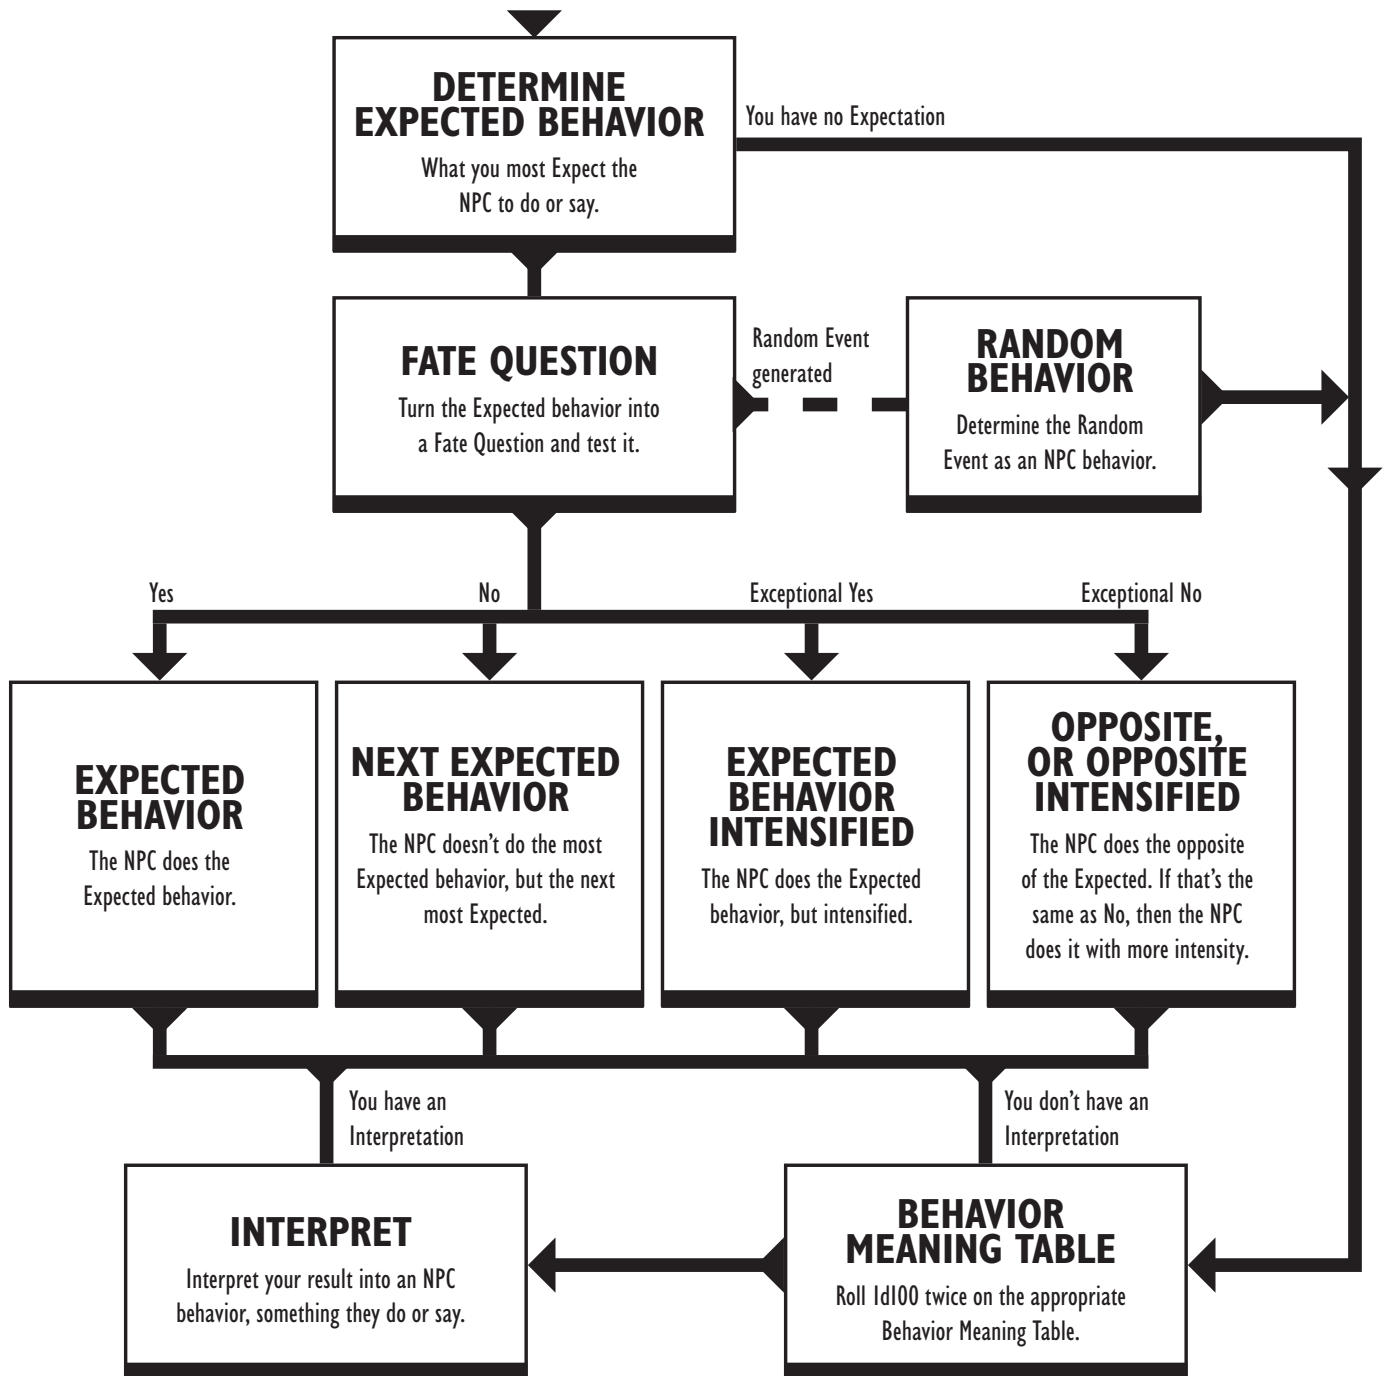 DETERMINE
EXPECTED BEHAVIOR
What you most Expect the
NPC to do or say.
You have no Expectation
FATE QUESTION
Turn the Expected behavior into
a Fate Question and test it.
Random Event
generated
RANDOM
BEHAVIOR
Determine the Random
Event as an NPC behavior.
Yes
No
Exceptional Yes
Exceptional No
EXPECTED
BEHAVIOR
The NPC does the
Expected behavior.
NEXT EXPECTED
BEHAVIOR
The NPC doesn't do the most
Expected behavior, but the next
most Expected.
EXPECTED
BEHAVIOR
INTENSIFIED
The NPC does the Expected
behavior, but intensified.
OPPOSITE,
OR OPPOSITE
INTENSIFIED
The NPC does the opposite
of the Expected. If that's the
same as No, then the NPC
does it with more intensity.
You have an
Interpretation
You don't have an
Interpretation
INTERPRET
Interpret your result into an NPC
behavior, something they do or say.
BEHAVIOR
MEANING TABLE
Roll 1d100 twice on the appropriate
Behavior Meaning Table.